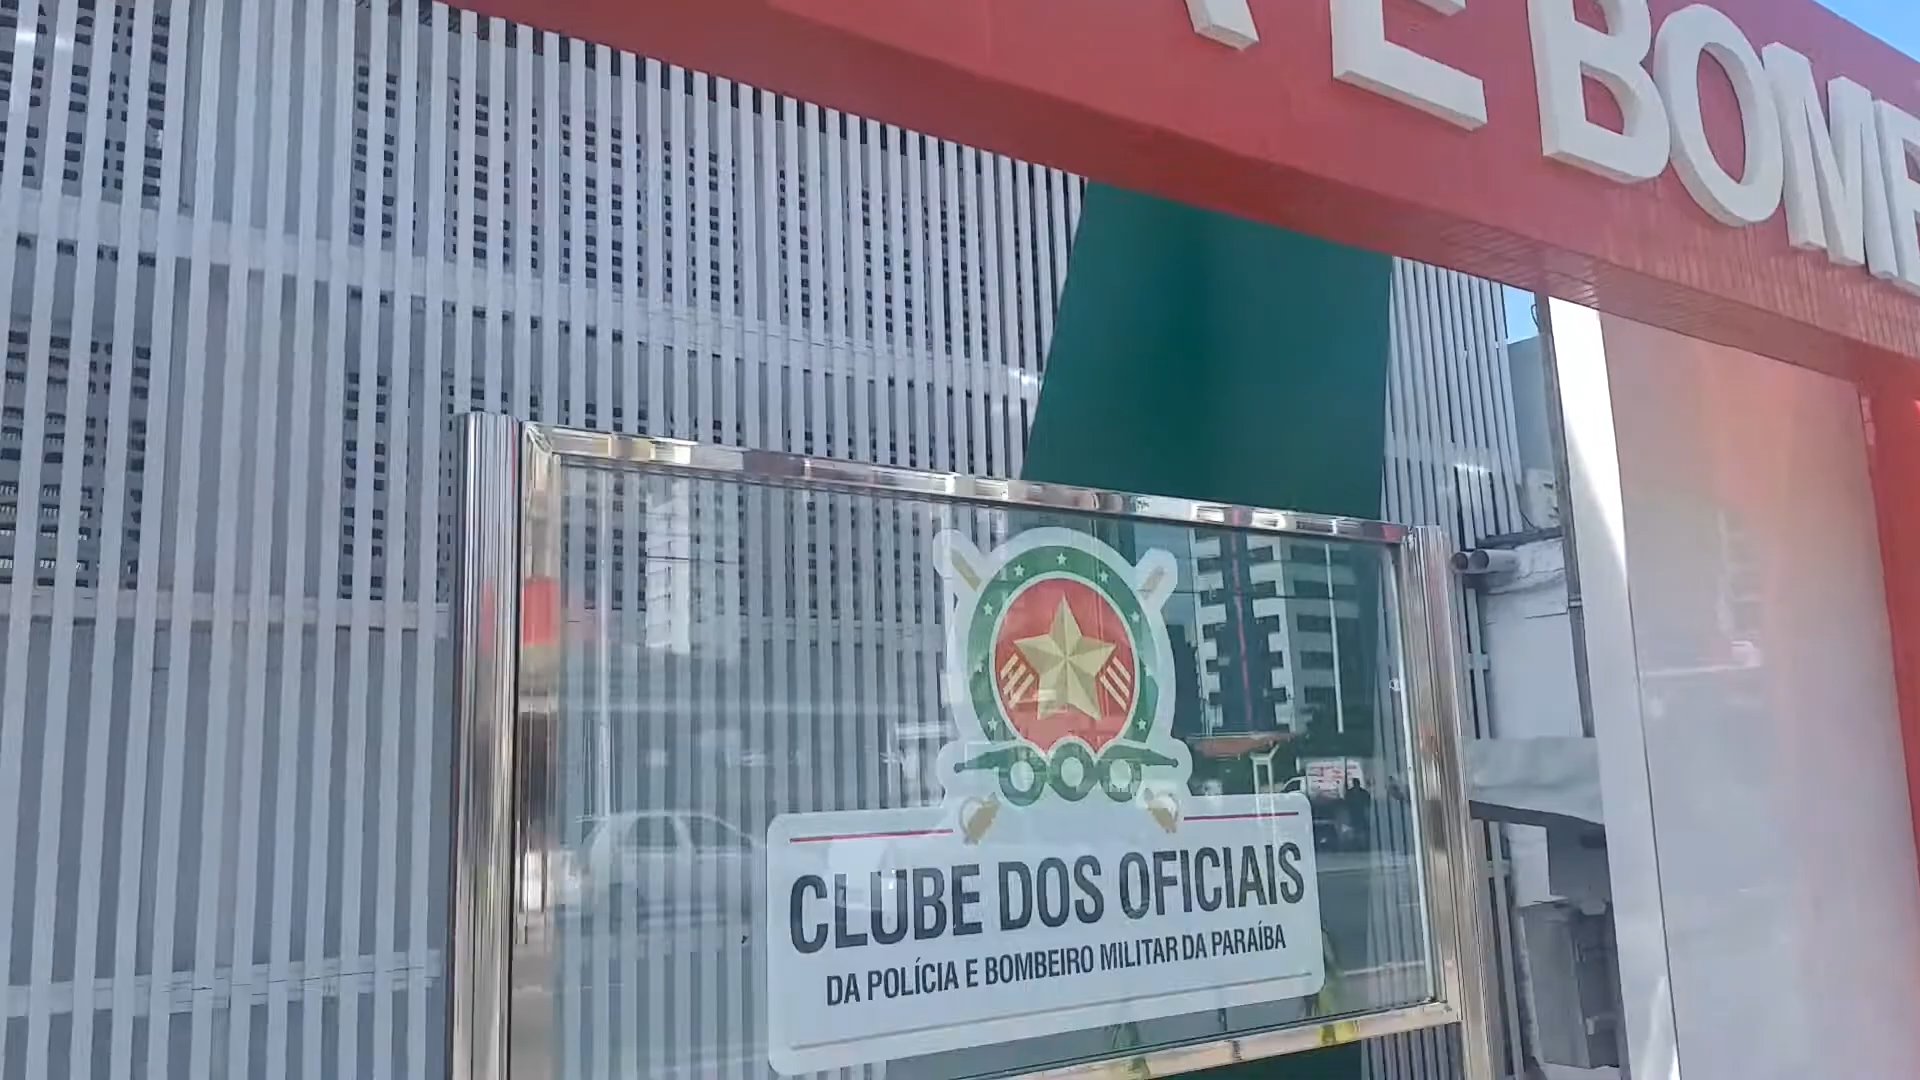 E BOM
CLUBE DOS OFICIAIS
DA POLÍCIA E BOMBEIRO MILITAR DA PARAÍBA